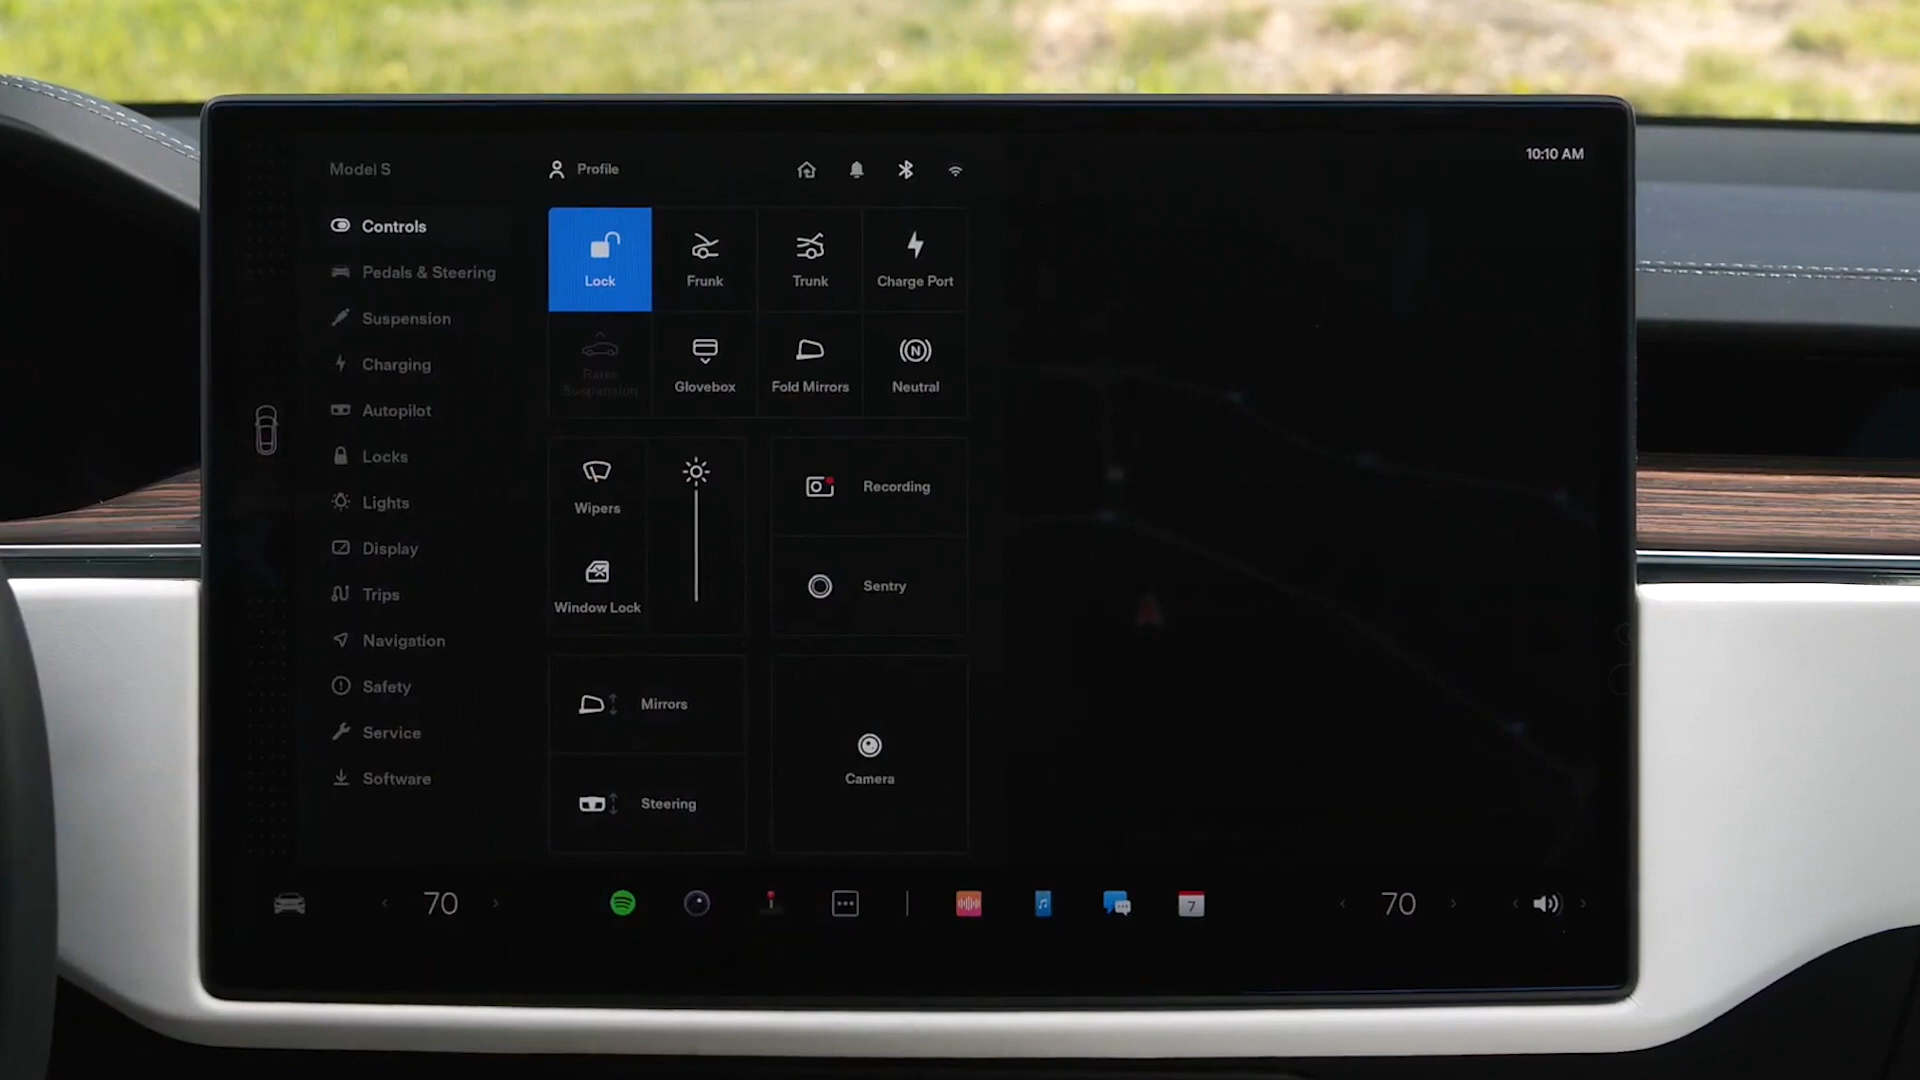 10:10 AM
Model S
Profile
Controls
Pedals & Steering
Suspension
Charging
Autopilot
Locks
Lights
Display
Trips
Navigation
Safety
Service
Software
Lock
Frunk
Trunk
Charge Port
Raise
Suspension
Glovebox
Fold Mirrors
N
Neutral
Wipers
Window Lock
Recording
Sentry
Mirrors
Steering
Camera
70
7
70